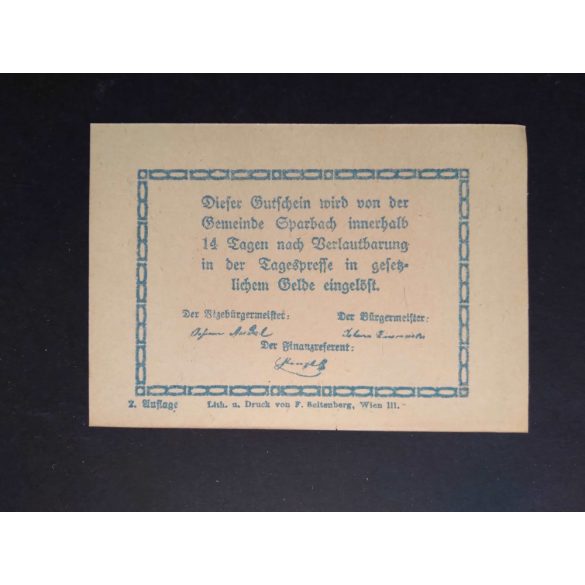 Dieser Gutschein wird von der
Gemeinde Sparbach innerhalb
14 Tagen nach Verlautbarung
in der Tagespresse in gesetz-
lichem Gelde eingelöst.
Der Vizebürgermeister: Der Bürgermeister:
Der Finanzreferent:
2. Auflage Lith. u. Druck von F. Seitenberg, Wien III.